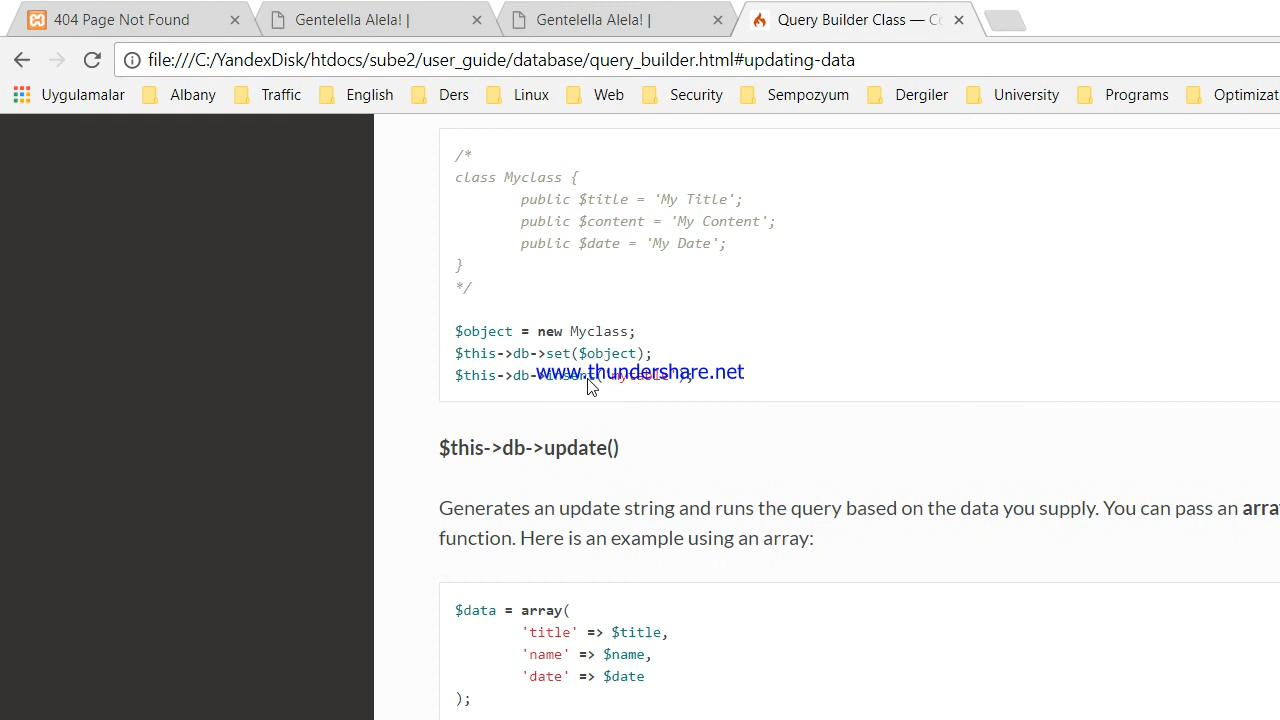 404 Page Not Found
Gentelella Alela! |
Gentelella Alela! |
Query Builder Class — Co
file:///C:/YandexDisk/htdocs/sube2/user_guide/database/query_builder.html#updating-data
Uygulamalar
Albany
Traffic
English
Ders
Linux
Web
Security
Sempozyum
Dergiler
University
Programs
Optimizat
/*
class Myclass {
public $title = 'My Title';
public $content = 'My Content';
public $date = 'My Date';
}
*/
$object = new Myclass;
$this->db->set($object);
$this->db->insert('mytable');
www.thundershare.net
$this->db->update()
Generates an update string and runs the query based on the data you supply. You can pass an arra
function. Here is an example using an array:
$data = array(
'title' => $title,
'name' => $name,
'date' => $date
);